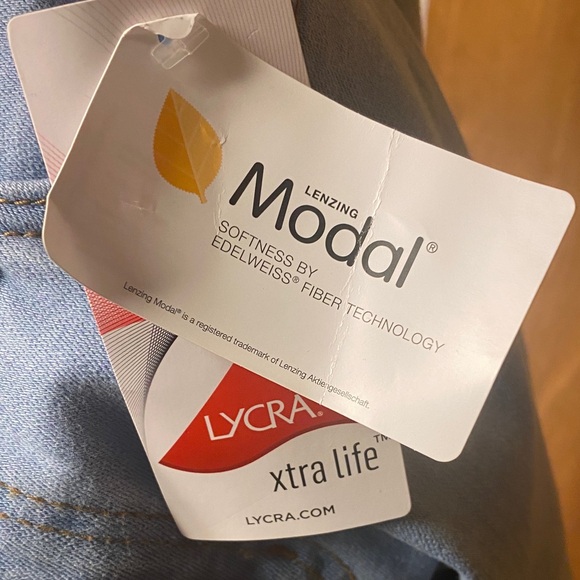 LENZING
Modal®
SOFTNESS BY
EDELWEISS® FIBER TECHNOLOGY
Lenzing Modal® is a registered trademark of Lenzing Aktiengesellschaft.
LYCRA®
xtra life™
LYCRA.COM